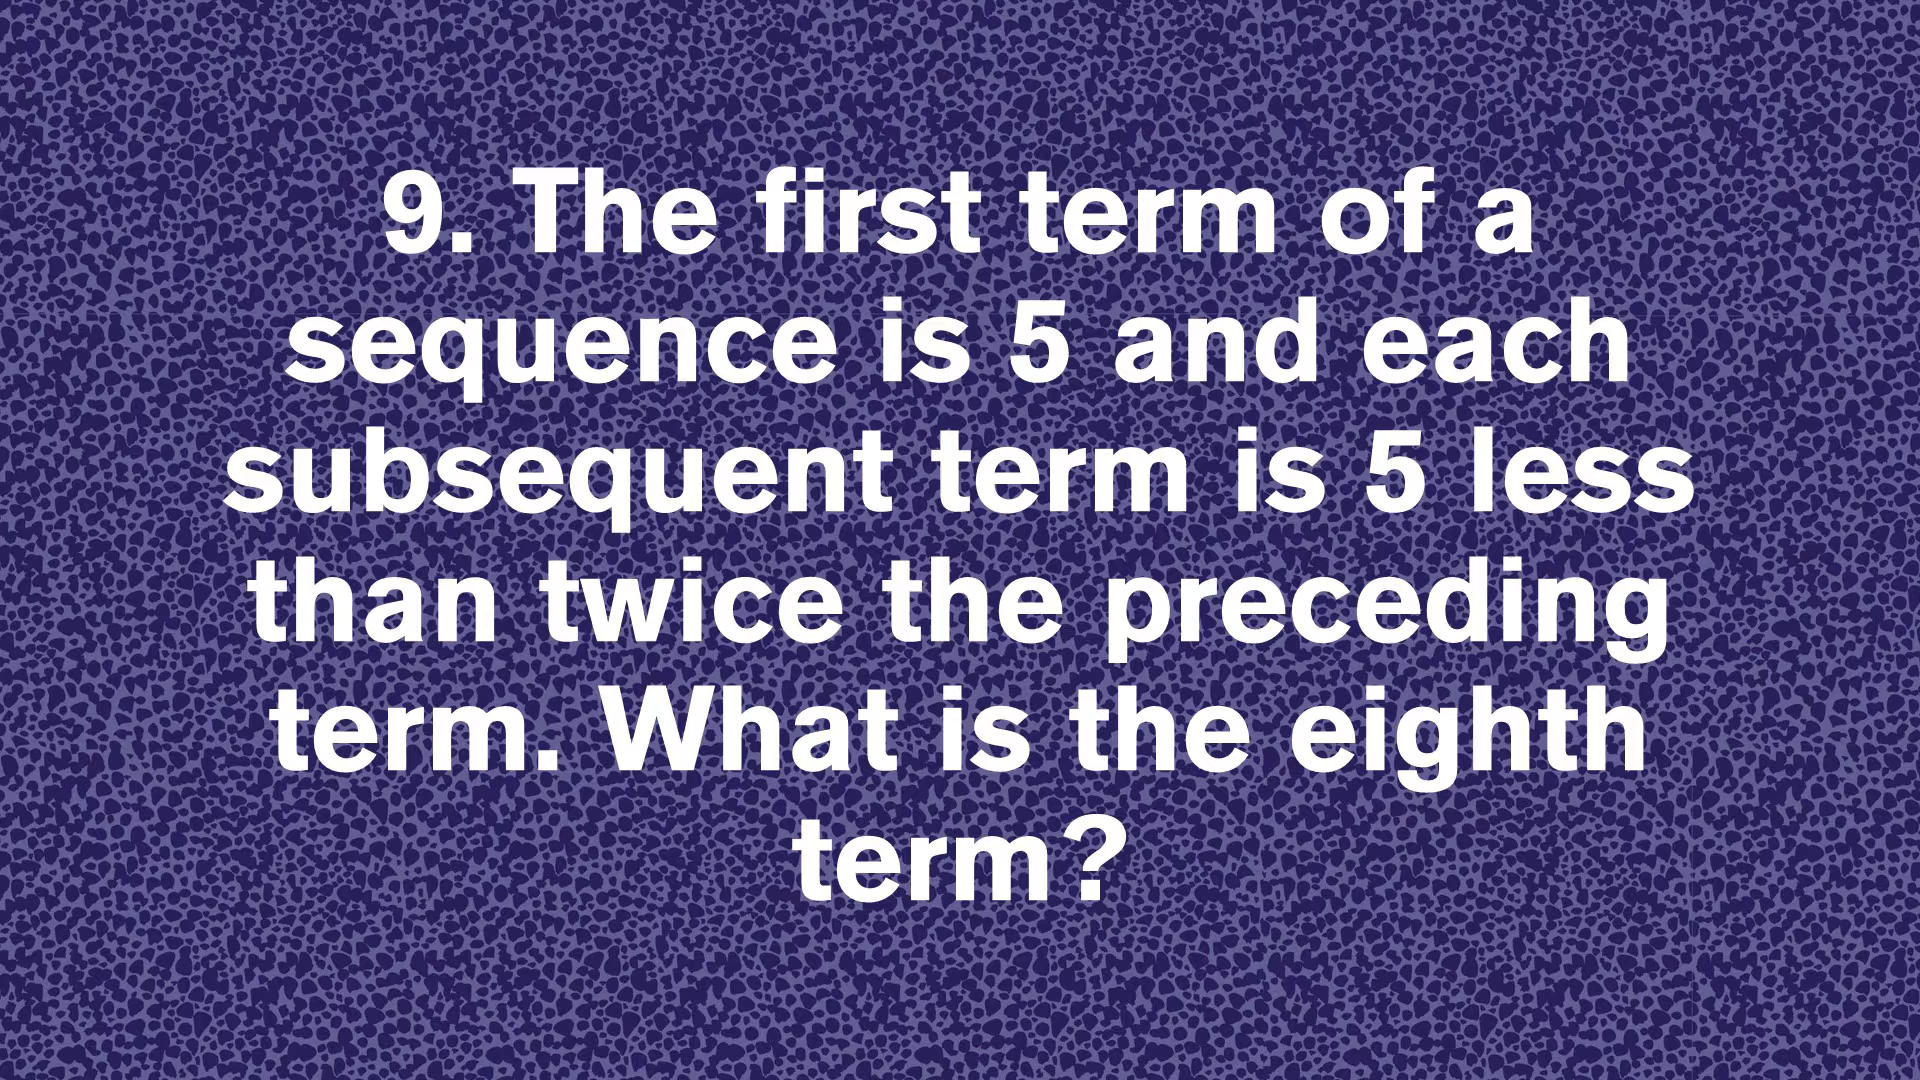 9. The first term of a
sequence is 5 and each
subsequent term is 5 less
than twice the preceding
term. What is the eighth
term?